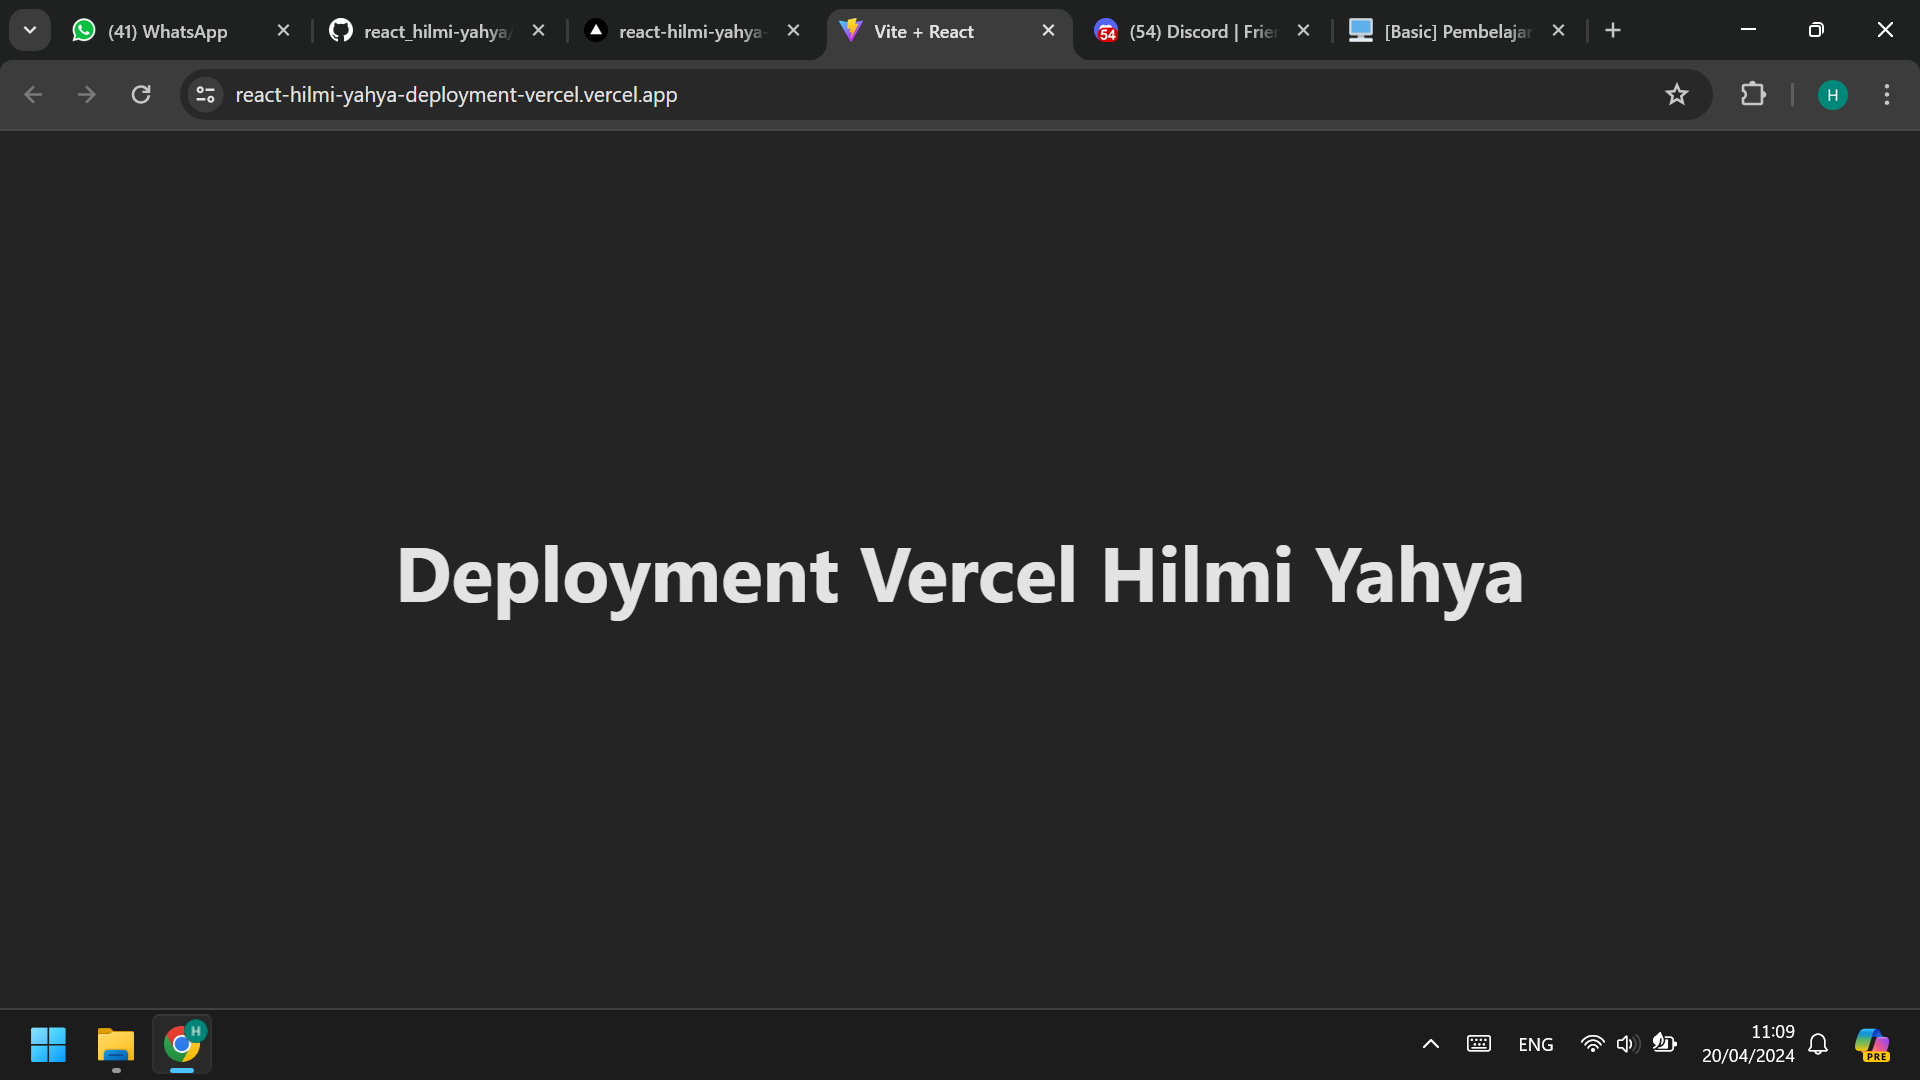 (41) WhatsApp
react_hilmi-yahya/
react-hilmi-yahya-
Vite + React
54
(54) Discord | Frie
[Basic] Pembelajar
react-hilmi-yahya-deployment-vercel.vercel.app
H
Deployment Vercel Hilmi Yahya
H
ENG
11:09
20/04/2024
PRE